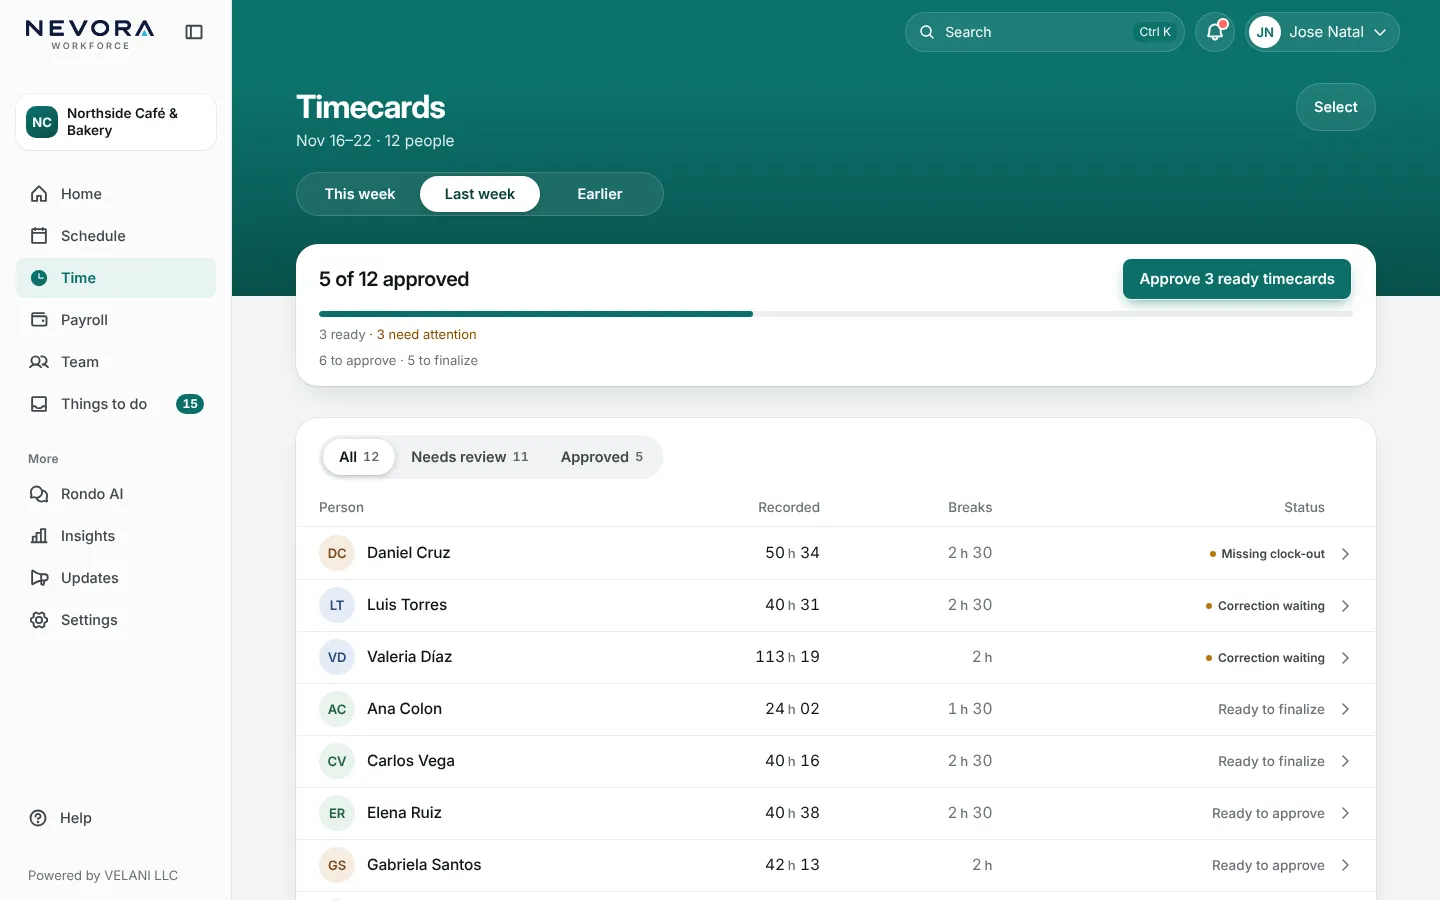 NEVORA
WORKFORCE
Search
Ctrl K
JN
Jose Natal
NC
Northside Café &
Bakery
Home
Schedule
Time
Payroll
Team
Things to do
15
More
Rondo AI
Insights
Updates
Settings
Help
Powered by VELANI LLC
Timecards
Nov 16–22 · 12 people
Select
This week
Last week
Earlier
5 of 12 approved
Approve 3 ready timecards
3 ready · 3 need attention
6 to approve · 5 to finalize
All 12
Needs review 11
Approved 5
Person Recorded Breaks Status
DC Daniel Cruz 50 h 34 2 h 30 Missing clock-out
LT Luis Torres 40 h 31 2 h 30 Correction waiting
VD Valeria Díaz 113 h 19 2 h Correction waiting
AC Ana Colon 24 h 02 1 h 30 Ready to finalize
CV Carlos Vega 40 h 16 2 h 30 Ready to finalize
ER Elena Ruiz 40 h 38 2 h 30 Ready to approve
GS Gabriela Santos 42 h 13 2 h Ready to approve